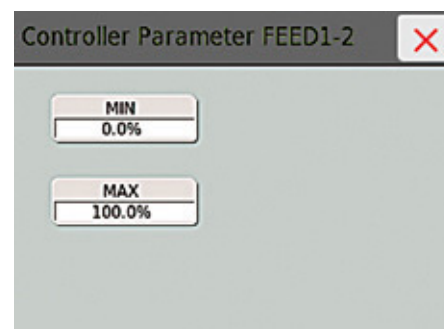 Controller Parameter FEED1-2
MIN
0.0%
MAX
100.0%